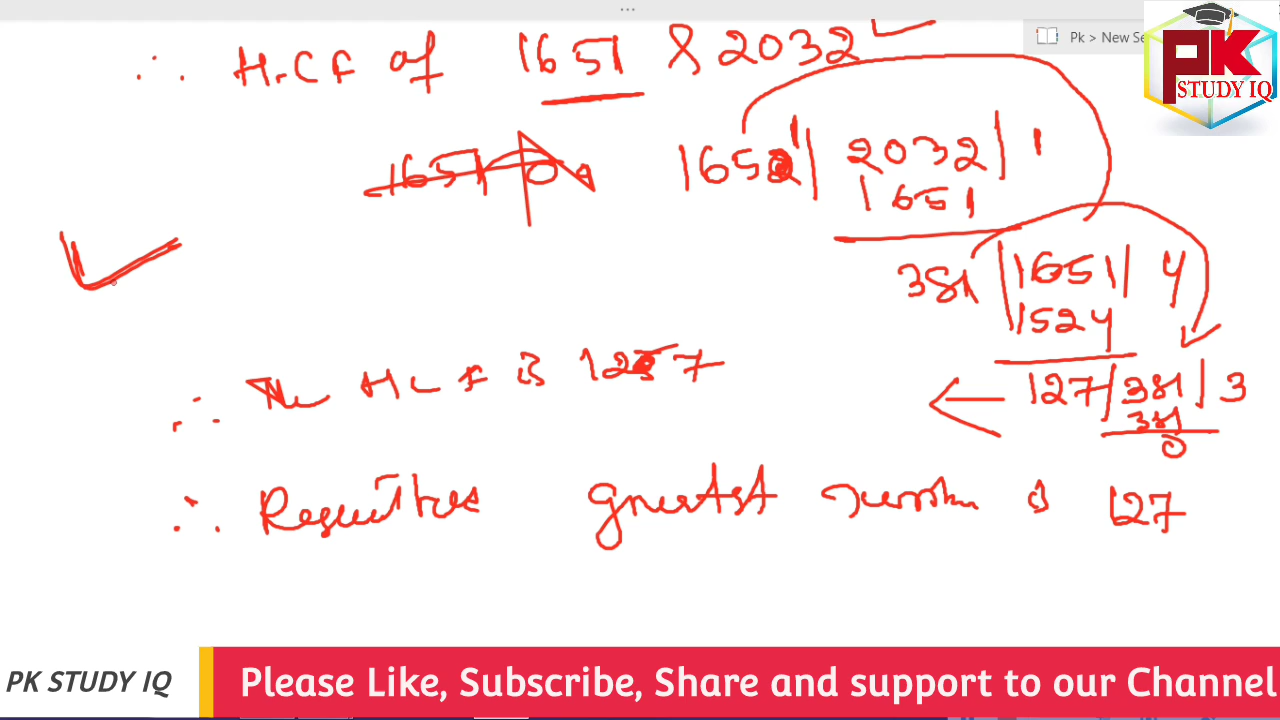 ...
Pk > New Se
PK
STUDY IQ
∴ H.C.F of 1651 & 2032
1651 2032 1
1651
381 1651 4
1524
127 381 3
381
0
∴ The HCF is 127
∴ greatest number is 127
PK STUDY IQ
Please Like, Subscribe, Share and support to our Channel